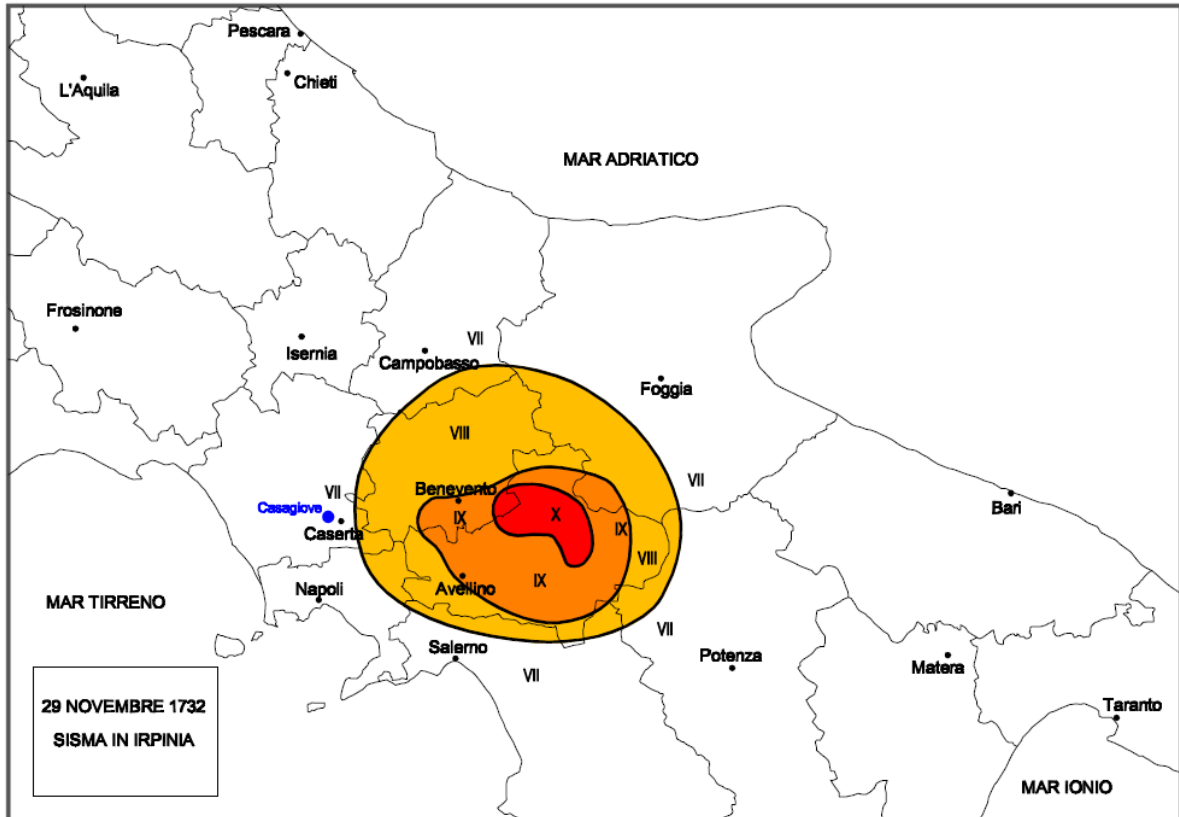 Pescara
L'Aquila
Chieti
MAR ADRIATICO
Frosinone
Isernia
VII
Campobasso
Foggia
VIII
VII
VII
Benevento
Casagiove
Caserta
IX
X
IX
Bari
VIII
IX
Avellino
Napoli
MAR TIRRENO
VII
Salerno
VII
Potenza
Matera
Taranto
29 NOVEMBRE 1732
SISMA IN IRPINIA
MAR IONIO